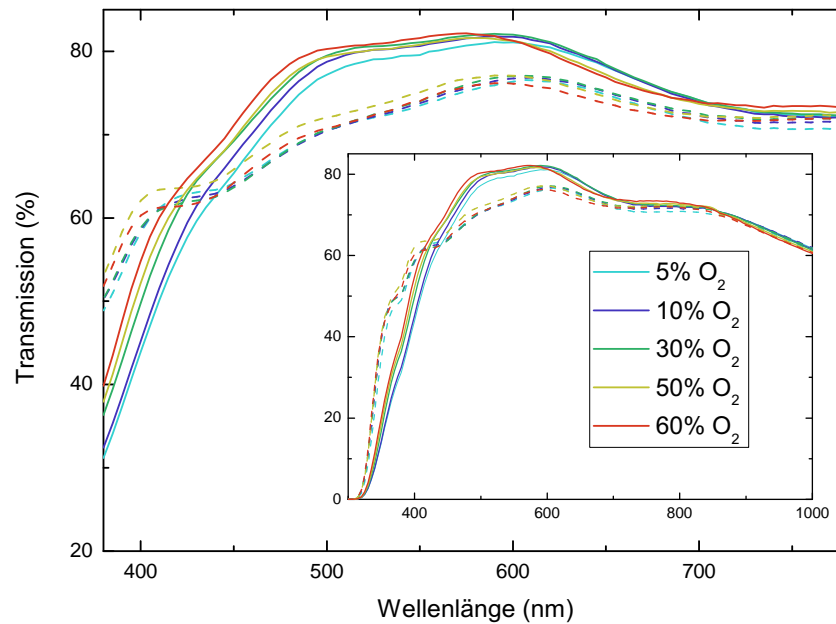 Transmission (%)
80
60
40
20
400 500 600 700
Wellenlänge (nm)
80
60
40
20
0
400 600 800 1000
5% O₂
10% O₂
30% O₂
50% O₂
60% O₂